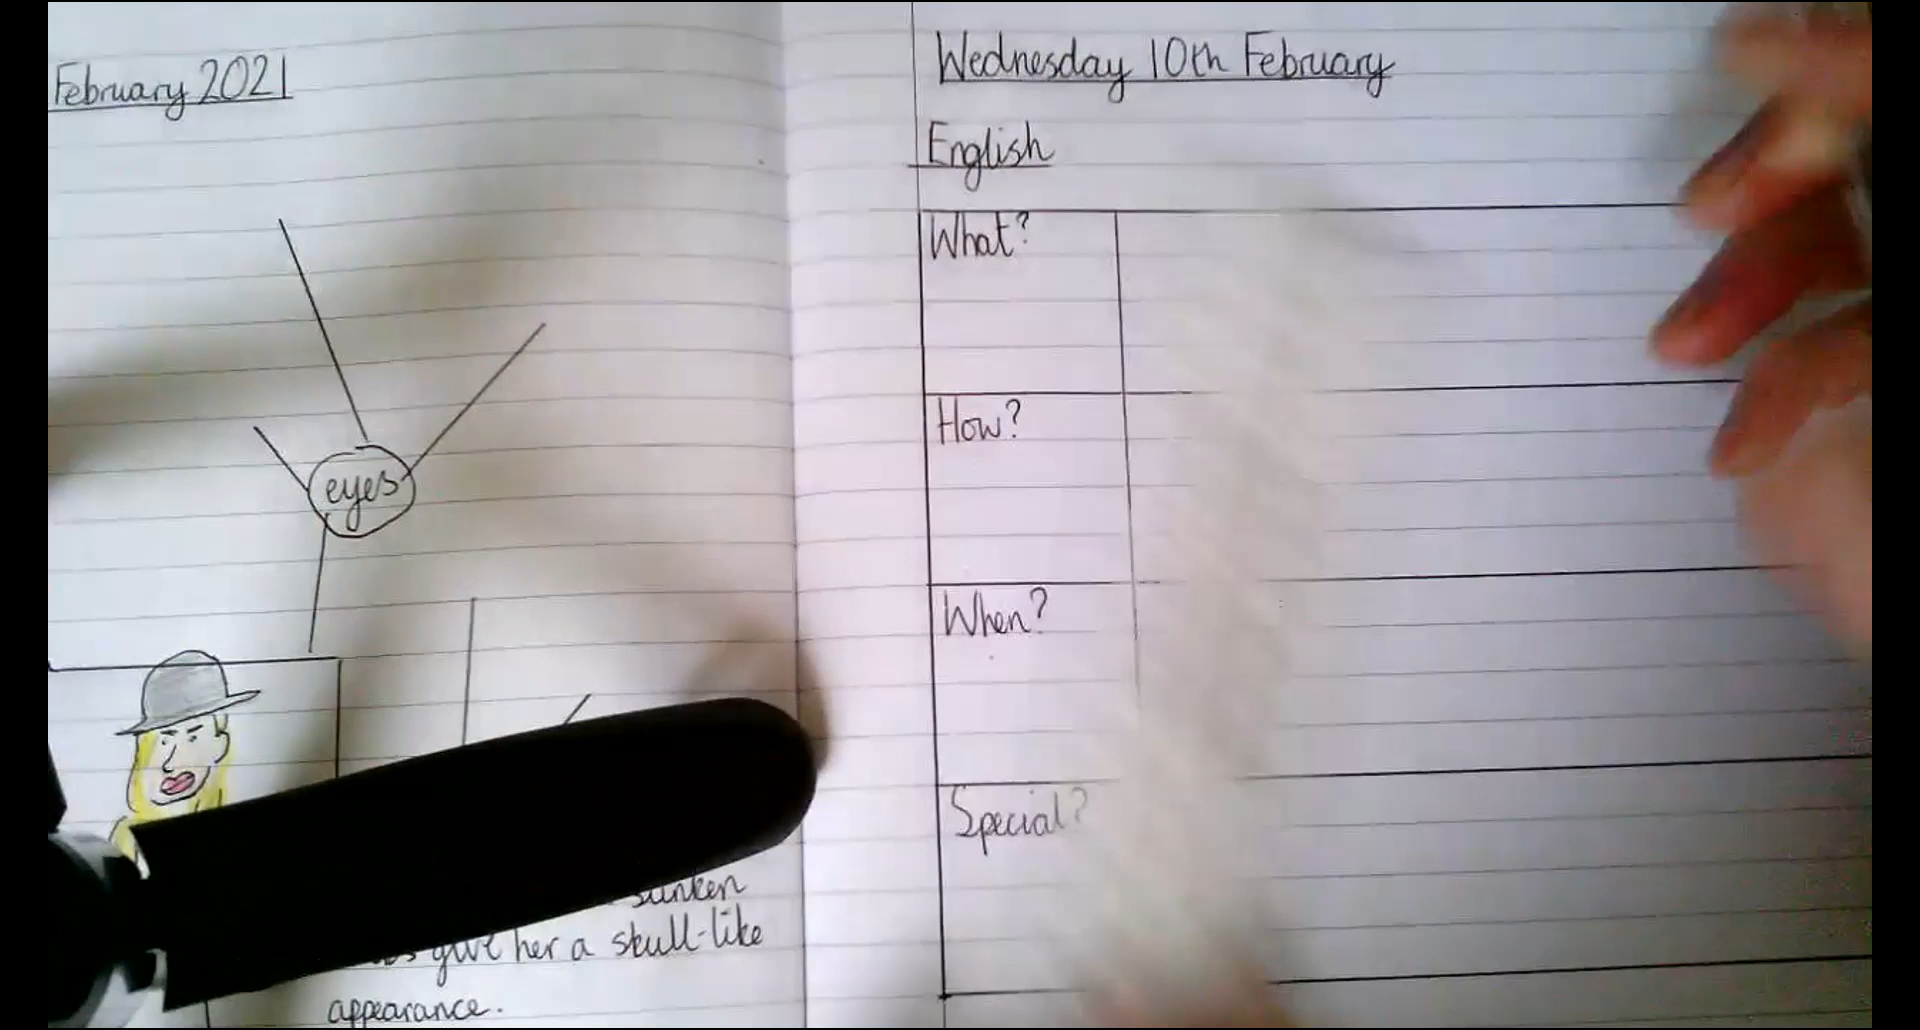 February 2021
eyes
sunken
give her a skull-like
appearance.
Wednesday 10th February
English
What?
How?
When?
Special?